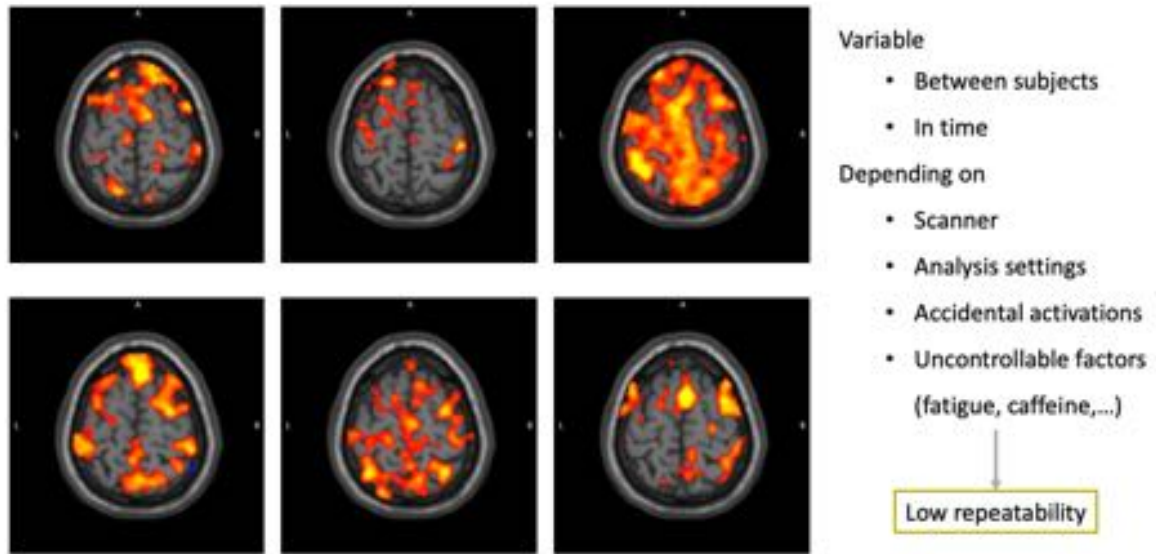 Variable
• Between subjects
• In time
Depending on
• Scanner
• Analysis settings
• Accidental activations
• Uncontrollable factors
(fatigue, caffeine,...)
Low repeatability